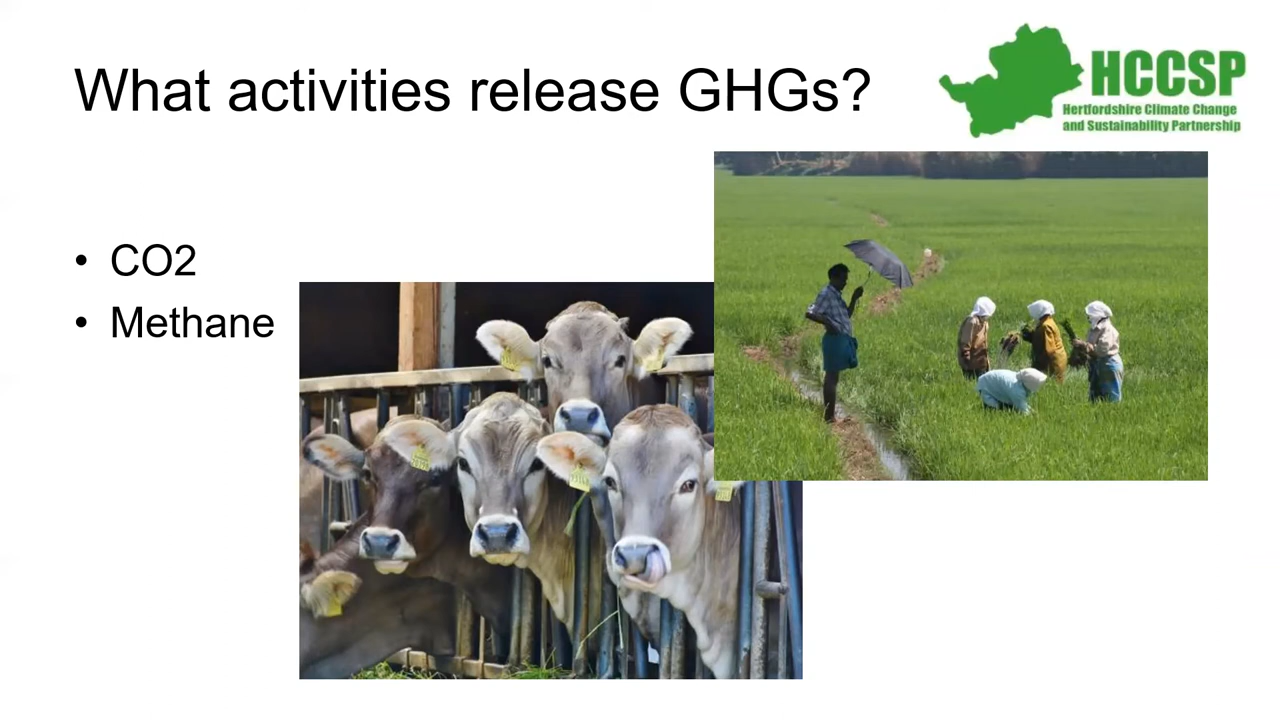 What activities release GHGs?
HCCSP
Hertfordshire Climate Change
and Sustainability Partnership
• CO2
• Methane